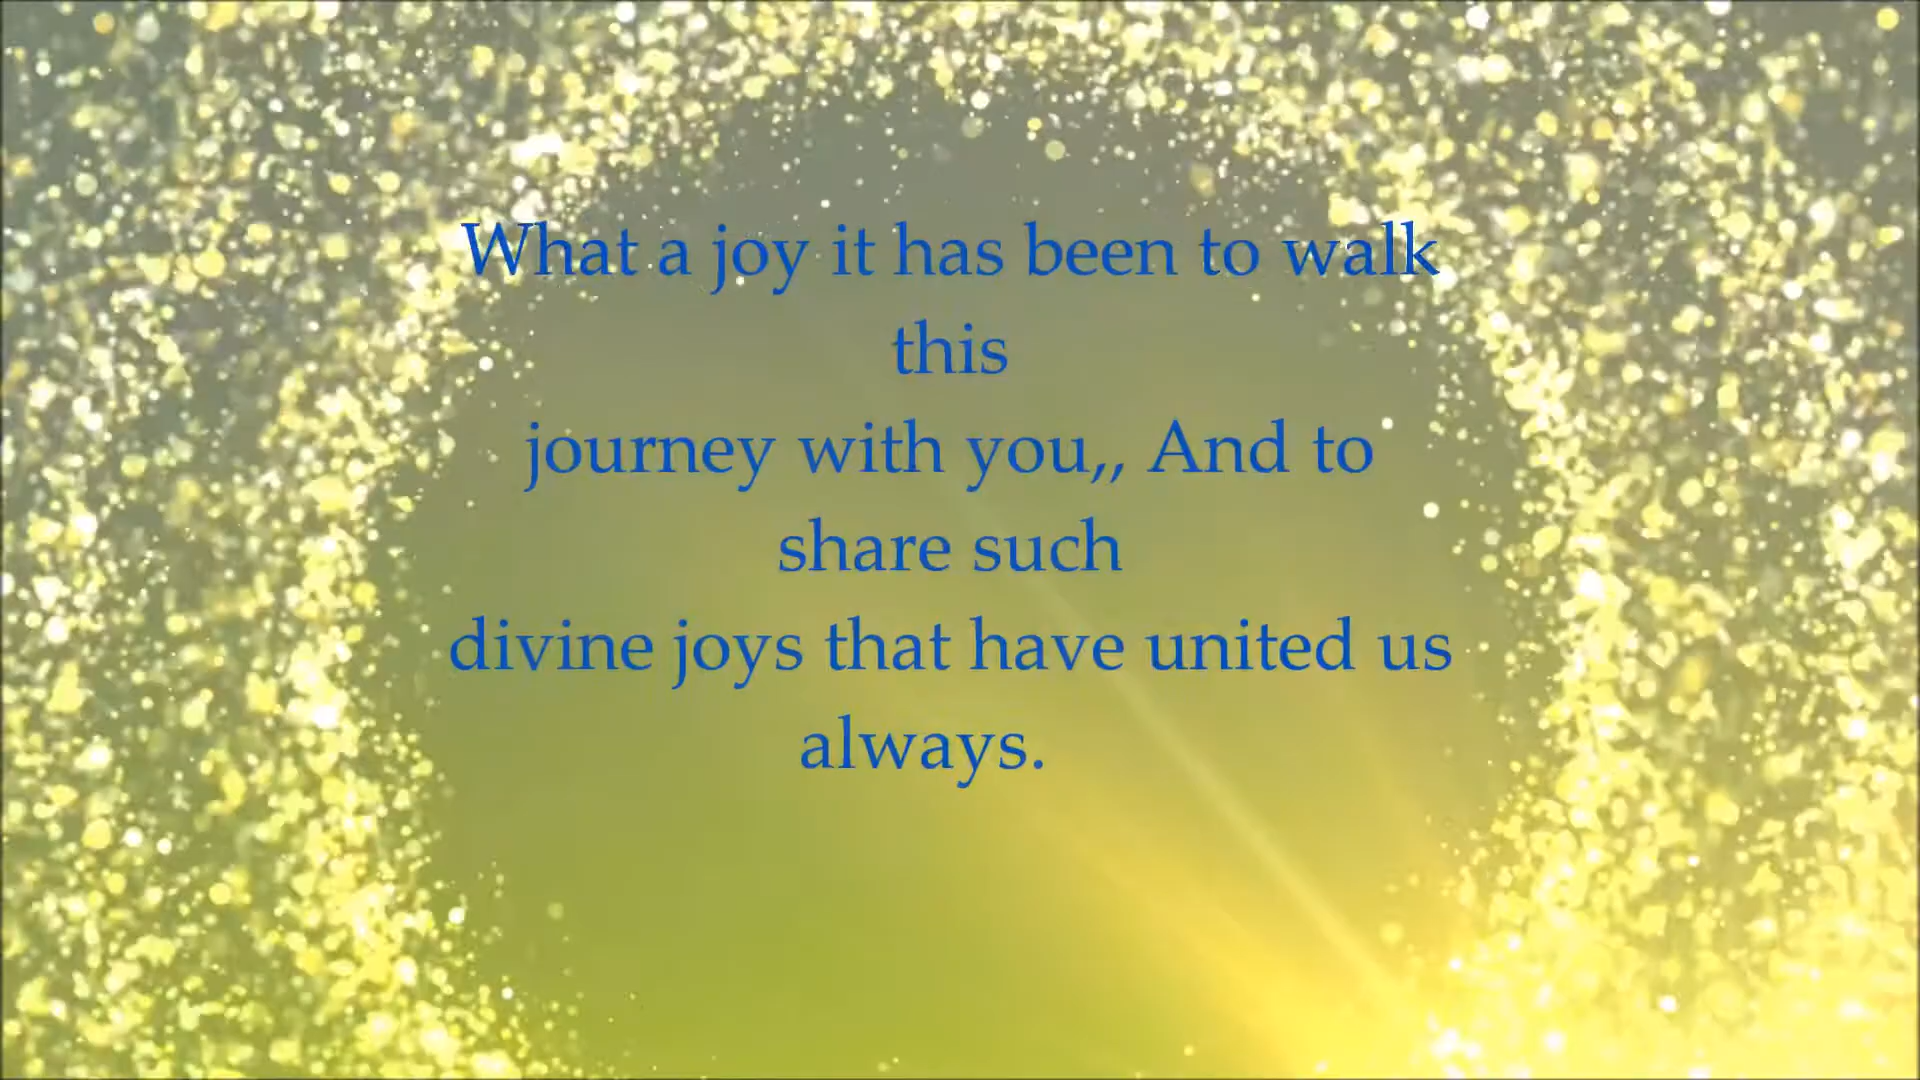 What a joy it has been to walk
this
journey with you,, And to
share such
divine joys that have united us
always.